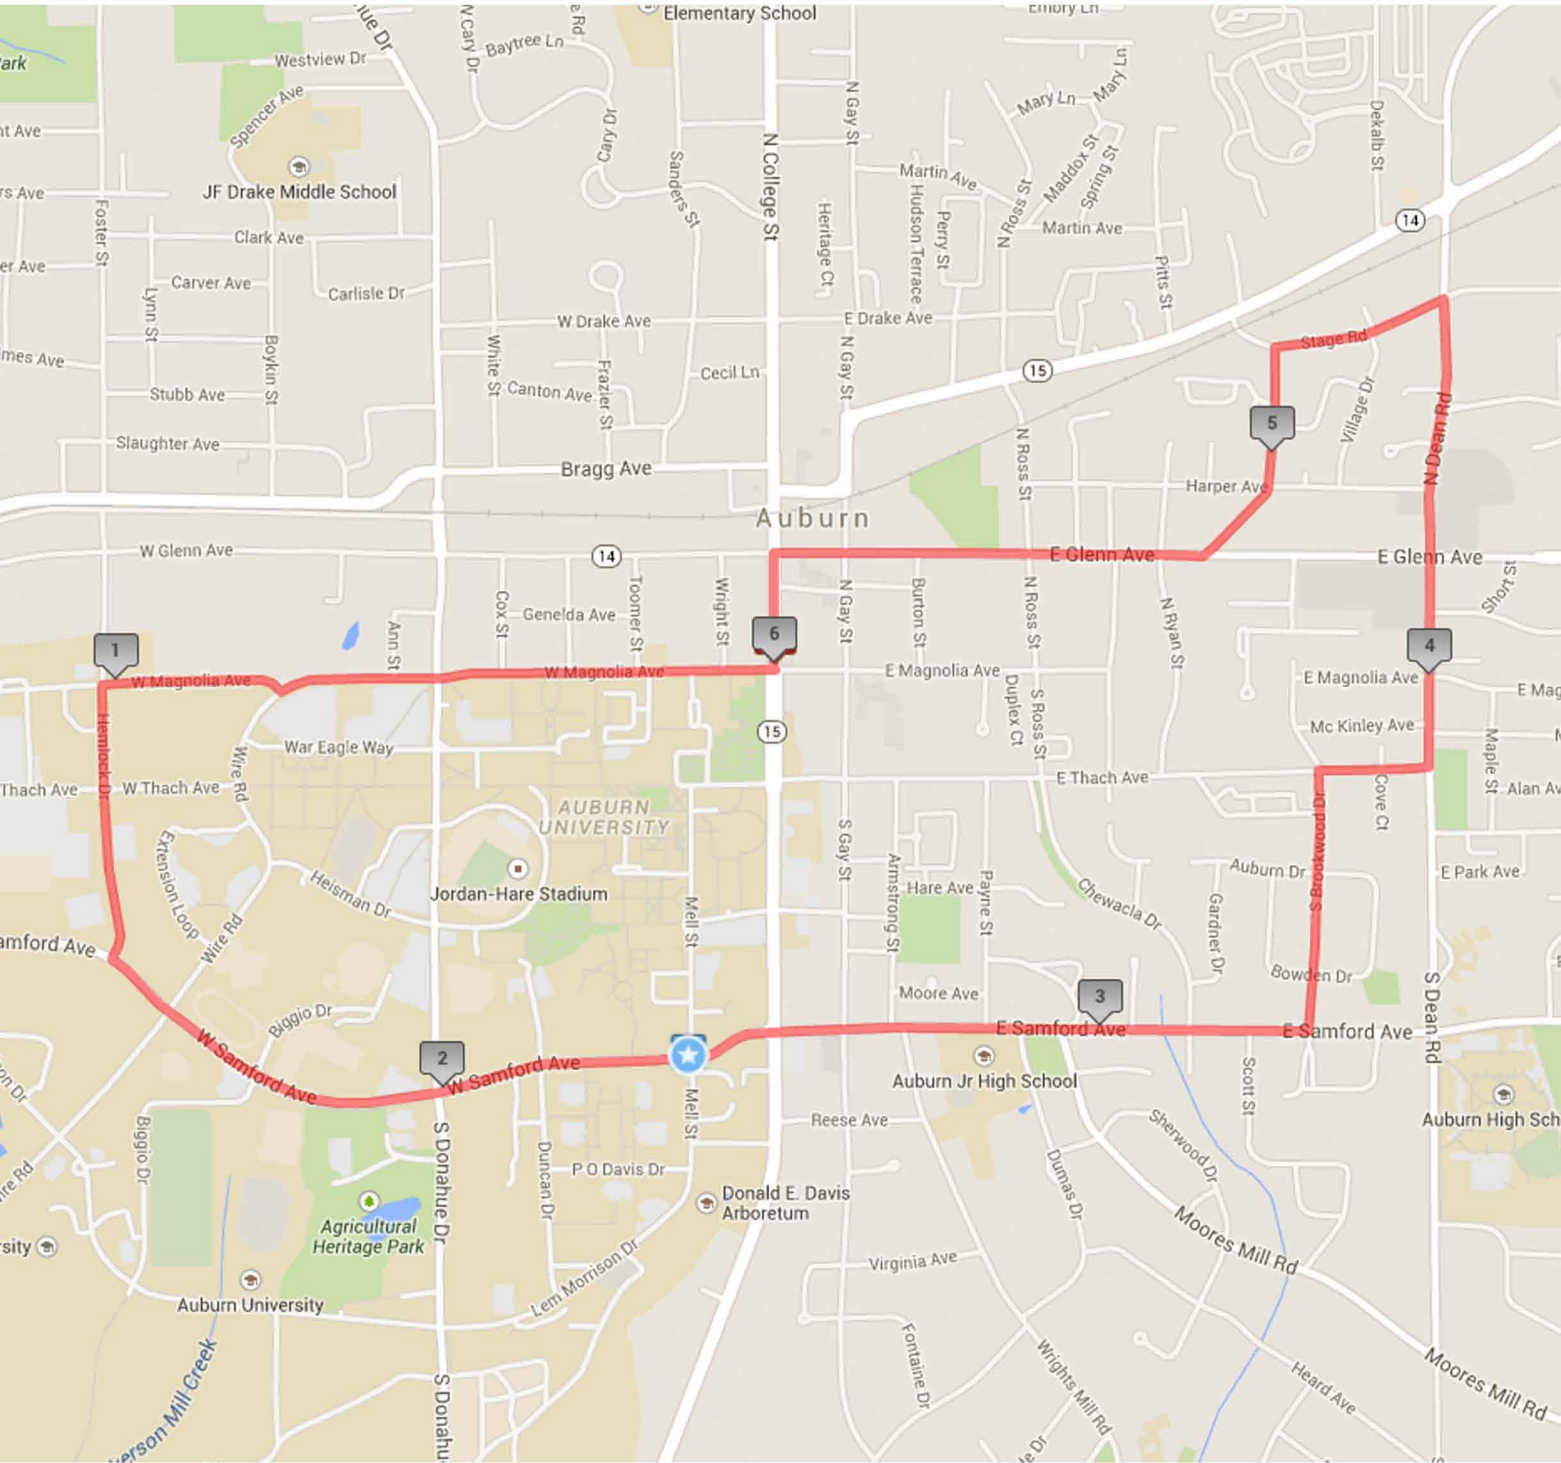 Elementary School
Embry Ln
Baytree Ln
Westview Dr
N Cary Dr
Spencer Ave
Cary Dr
Mary Ln
Mary Ln
N Gay St
N College St
Dekalb St
JF Drake Middle School
Sanders St
Martin Ave
Maddox St
Spring St
N Ross St
Martin Ave
Hudson Terrace
Perry St
Heritage Ct
Pitts St
14
Foster St
Clark Ave
Carver Ave
Carlisle Dr
Lynn St
Boykin St
W Drake Ave
E Drake Ave
Stage Rd
White St
Frazier St
Cecil Ln
N Gay St
15
Stubb Ave
Canton Ave
Village Dr
N Dean Rd
5
Slaughter Ave
Bragg Ave
N Ross St
Harper Ave
Auburn
W Glenn Ave
14
E Glenn Ave
E Glenn Ave
Short St
Cox St
Genelda Ave
Toomer St
Wright St
6
N Gay St
Burton St
N Ross St
N Ryan St
4
1
Ann St
W Magnolia Ave
W Magnolia Ave
E Magnolia Ave
E Magnolia Ave
E Mag
Hemlock Dr
War Eagle Way
15
Duplex Ct
S Ross St
Mc Kinley Ave
Maple St
Thach Ave
W Thach Ave
Wire Rd
E Thach Ave
Cove Ct
Alan Av
AUBURN
UNIVERSITY
S Gay St
S Brookwood Dr
Extension Loop
Heisman Dr
Jordan-Hare Stadium
Armstrong St
Hare Ave
Payne St
Chewacla Dr
Gardner Dr
Auburn Dr
E Park Ave
Wire Rd
Mell St
amford Ave
Bowden Dr
Biggio Dr
Moore Ave
3
S Dean Rd
E Samford Ave
E Samford Ave
W Samford Ave
2
W Samford Ave
Auburn Jr High School
Scott St
Auburn High Sch
Biggio Dr
S Donahue Dr
Duncan Dr
P O Davis Dr
Mell St
Reese Ave
Sherwood Dr
Dumas Dr
Donald E. Davis
Arboretum
Agricultural
Heritage Park
Moores Mill Rd
Auburn University
Lem Morrison Dr
Virginia Ave
Fontaine Dr
Wrights Mill Rd
Heard Ave
Moores Mill Rd
kerson Mill Creek
S Donahu